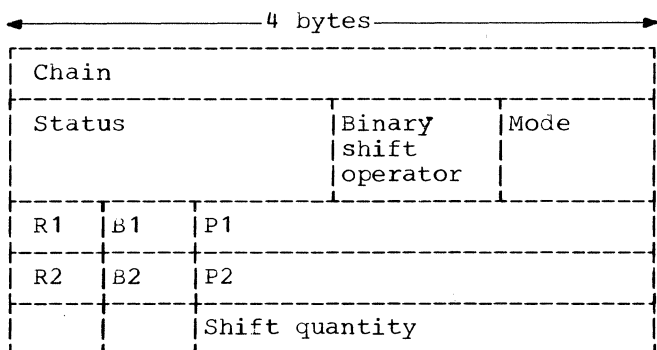 4 bytes
Chain
Status Binary Mode
shift
operator
R1 B1 P1
R2 B2 P2
Shift quantity